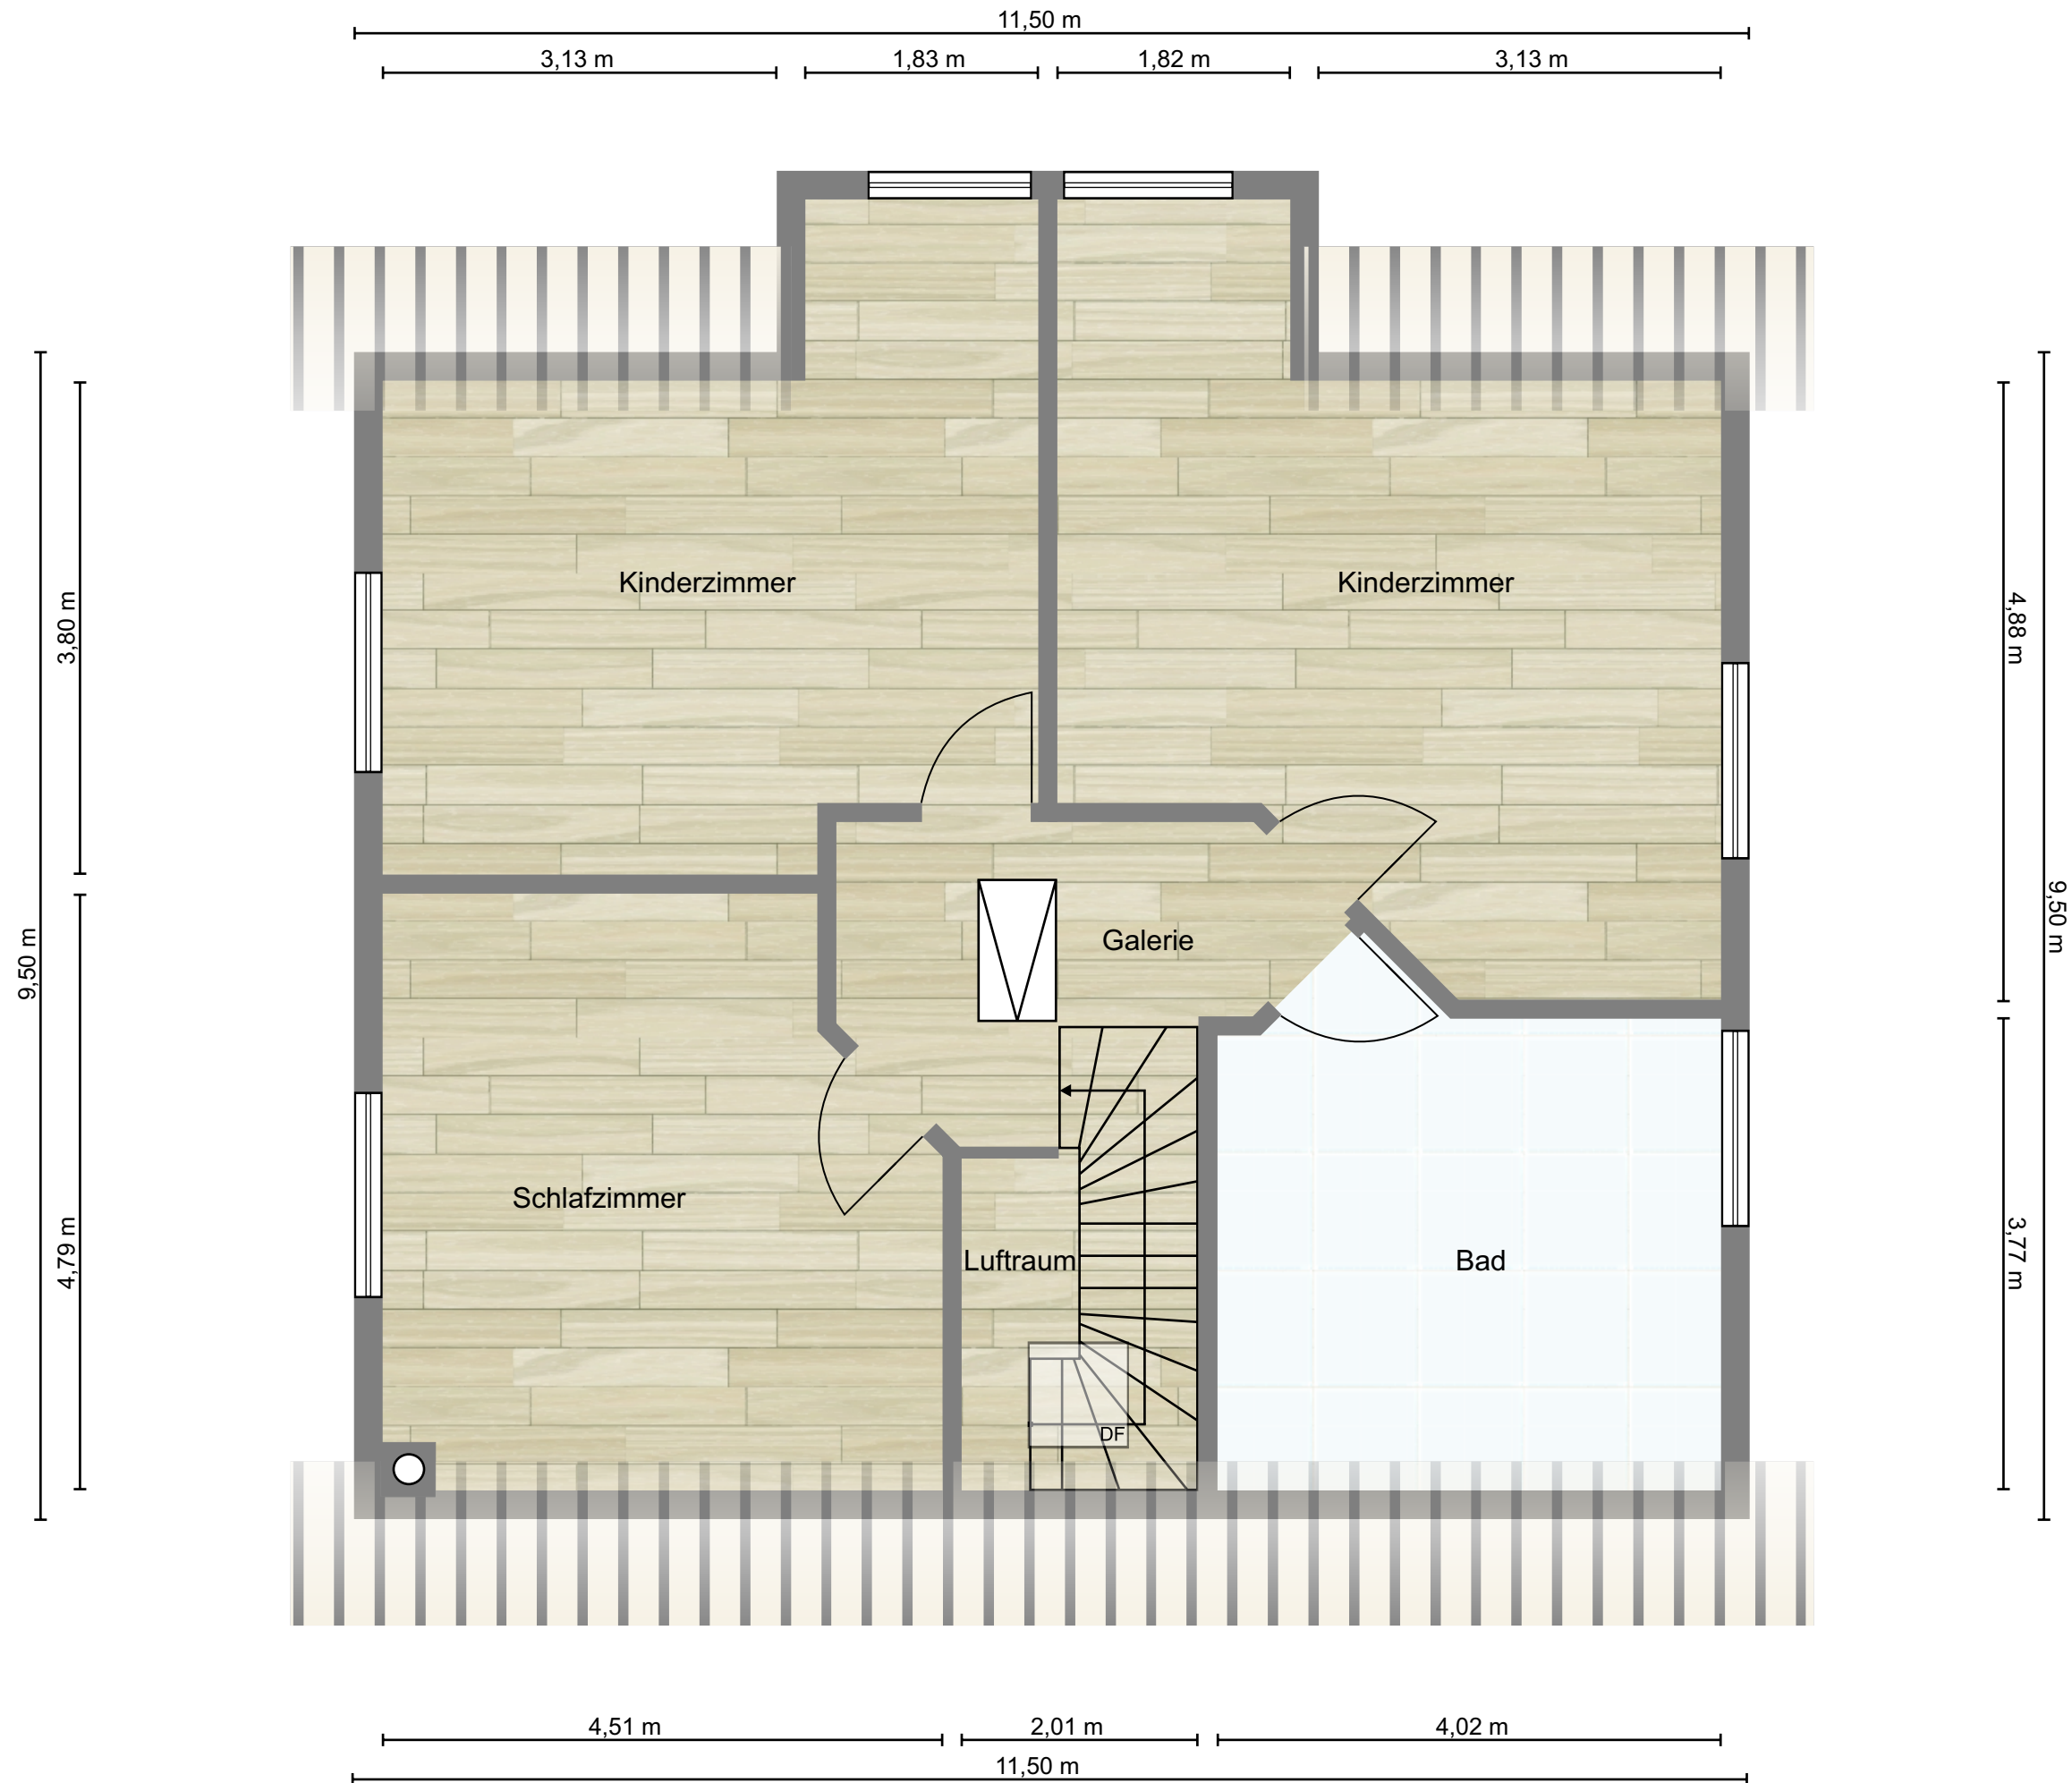 11,50 m
3,13 m
1,83 m
1,82 m
3,13 m
Kinderzimmer
Kinderzimmer
3,80 m
4,88 m
9,50 m
9,50 m
Galerie
Schlafzimmer
Luftraum
Bad
4,79 m
3,77 m
DF
4,51 m
2,01 m
4,02 m
11,50 m